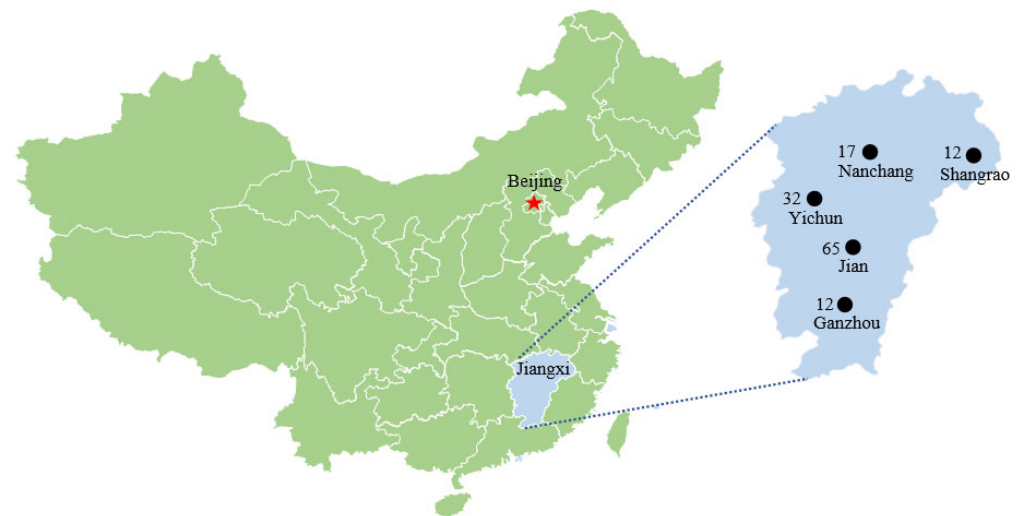 Beijing
Jiangxi
17
Nanchang
12
Shangrao
32
Yichun
65
Jian
12
Ganzhou